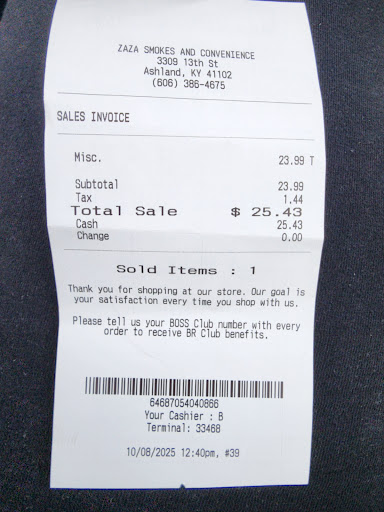 ZAZA SMOKES AND CONVENIENCE
3309 13th St
Ashland, KY 41102
(606) 386-4675
SALES INVOICE
Misc. 23.99 T
Subtotal 23.99
Tax 1.44
Total Sale $ 25.43
Cash 25.43
Change 0.00
Sold Items : 1
Thank you for shopping at our store. Our goal is
your satisfaction every time you shop with us.
Please tell us your BOSS Club number with every
order to receive BR Club benefits.
64687054040866
Your Cashier : B
Terminal: 33468
10/08/2025 12:40pm, #39